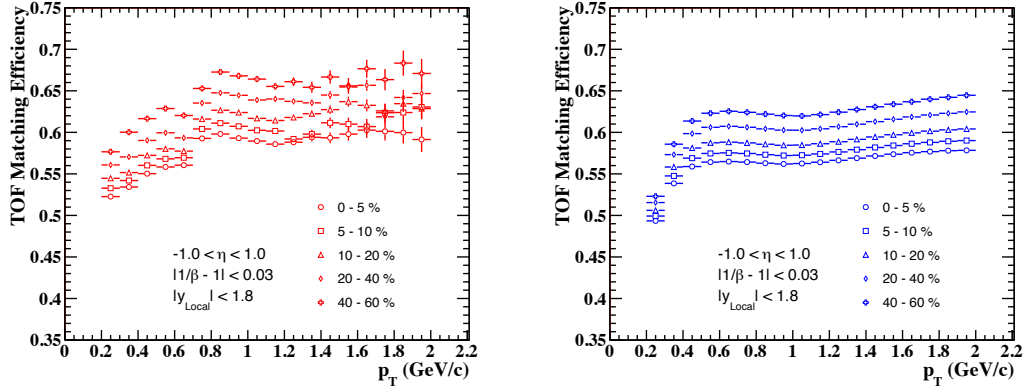 TOF Matching Efficiency
0.75
0.7
0.65
0.6
0.55
0.5
0.45
0.4
0.35
0 - 5 %
5 - 10 %
10 - 20 %
20 - 40 %
40 - 60 %
-1.0 < η < 1.0
|1/β - 1| < 0.03
|y_Local| < 1.8
0 0.2 0.4 0.6 0.8 1 1.2 1.4 1.6 1.8 2 2.2
p_T (GeV/c)
TOF Matching Efficiency
0.75
0.7
0.65
0.6
0.55
0.5
0.45
0.4
0.35
0 - 5 %
5 - 10 %
10 - 20 %
20 - 40 %
40 - 60 %
-1.0 < η < 1.0
|1/β - 1| < 0.03
|y_Local| < 1.8
0 0.2 0.4 0.6 0.8 1 1.2 1.4 1.6 1.8 2 2.2
p_T (GeV/c)